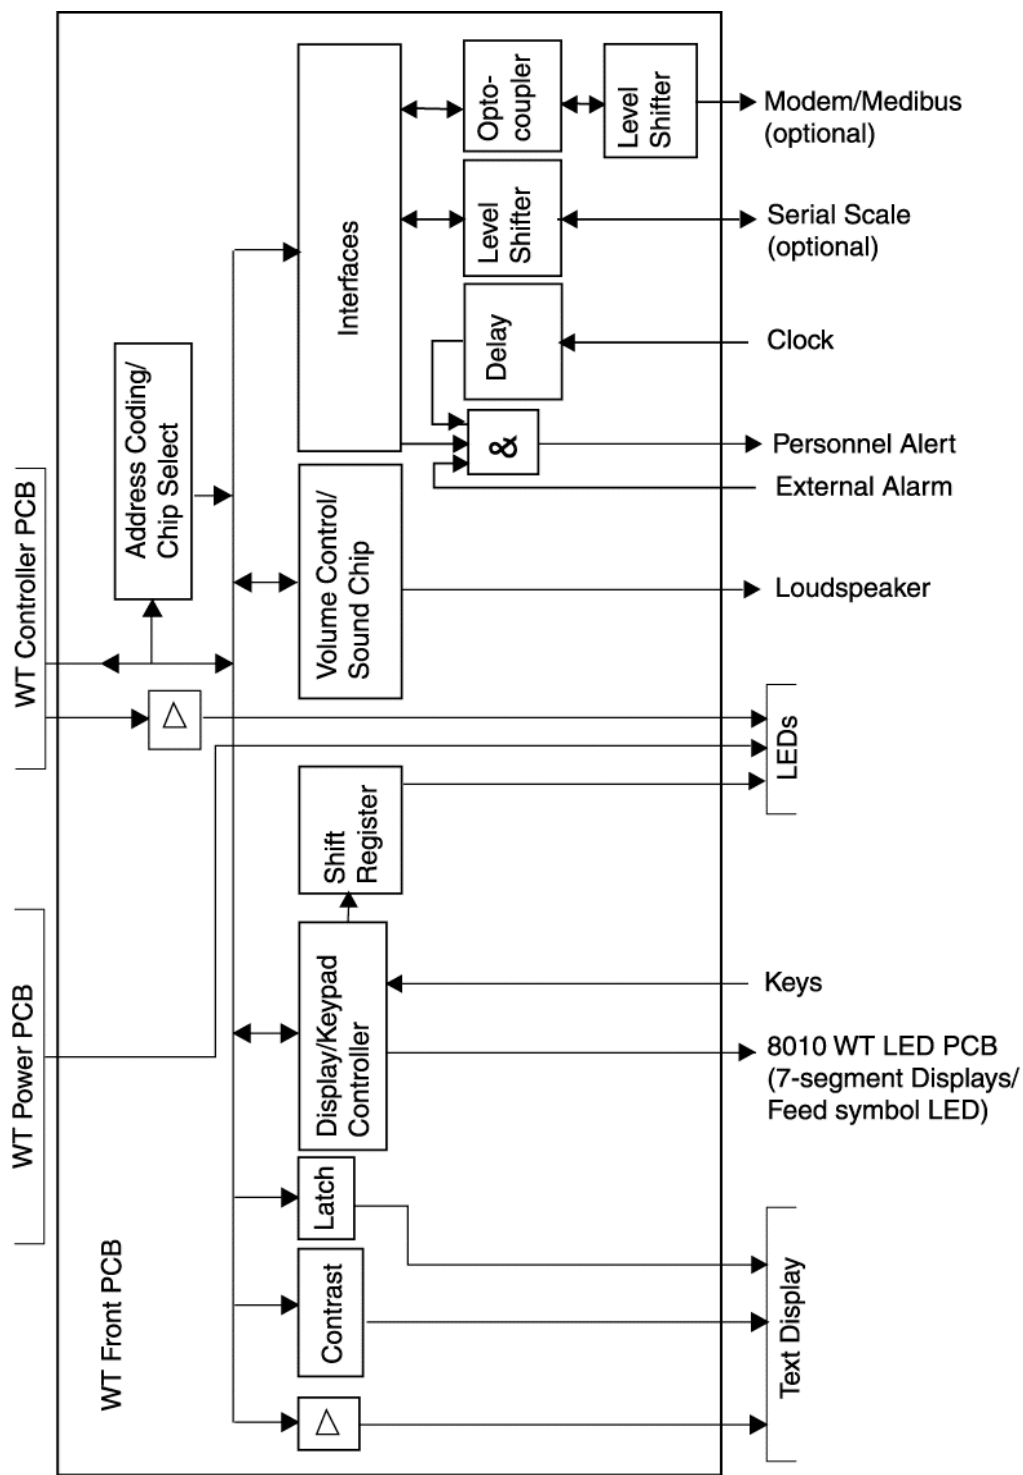 WT Controller PCB
WT Power PCB
WT Front PCB
Address Coding/
Chip Select
Interfaces
Opto-
coupler
Level
Shifter
Modem/Medibus
(optional)
Level
Shifter
Serial Scale
(optional)
Delay
Clock
&
Personnel Alert
External Alarm
Volume Control/
Sound Chip
Loudspeaker
LEDs
Shift
Register
Display/Keypad
Controller
Keys
8010 WT LED PCB
(7-segment Displays/
Feed symbol LED)
Latch
Contrast
Text Display